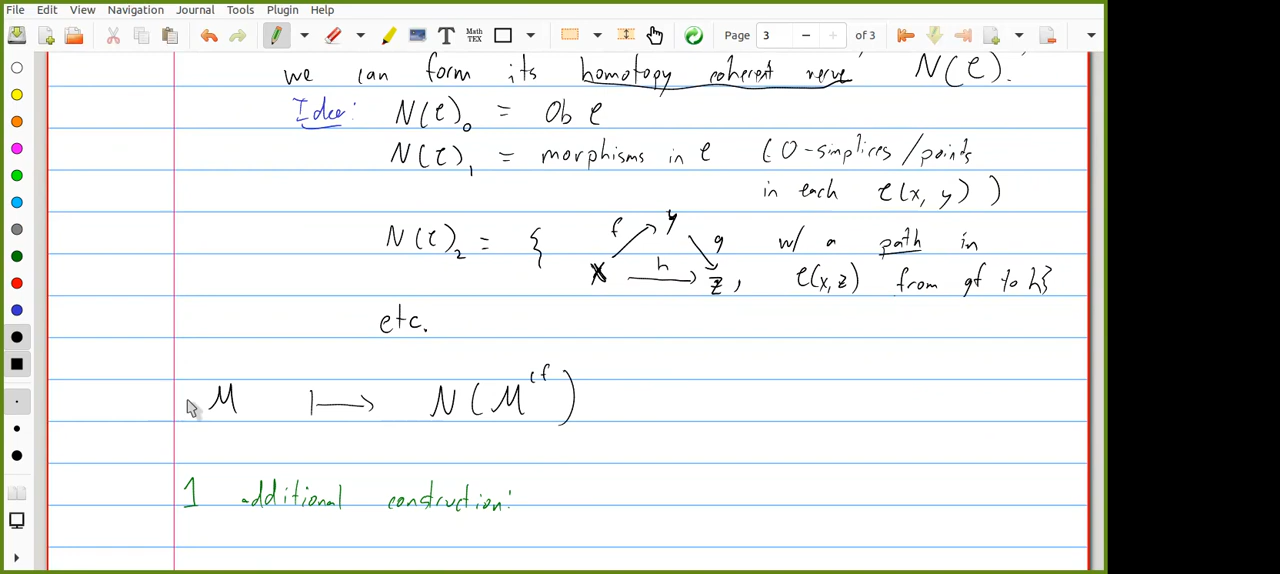 File Edit View Navigation Journal Tools Plugin Help
Math TEX Page 3 of 3
we can form its homotopy coherent nerve N(C).
Idea: N(C)₀ = Ob C
N(C)₁ = morphisms in C (0-simplices/points
in each C(x, y))
N(C)₂ = { x f y g z h, w/ a path in
C(x,z) from gf to h}
etc.
M ↦ N(M^cf)
1 additional construction: